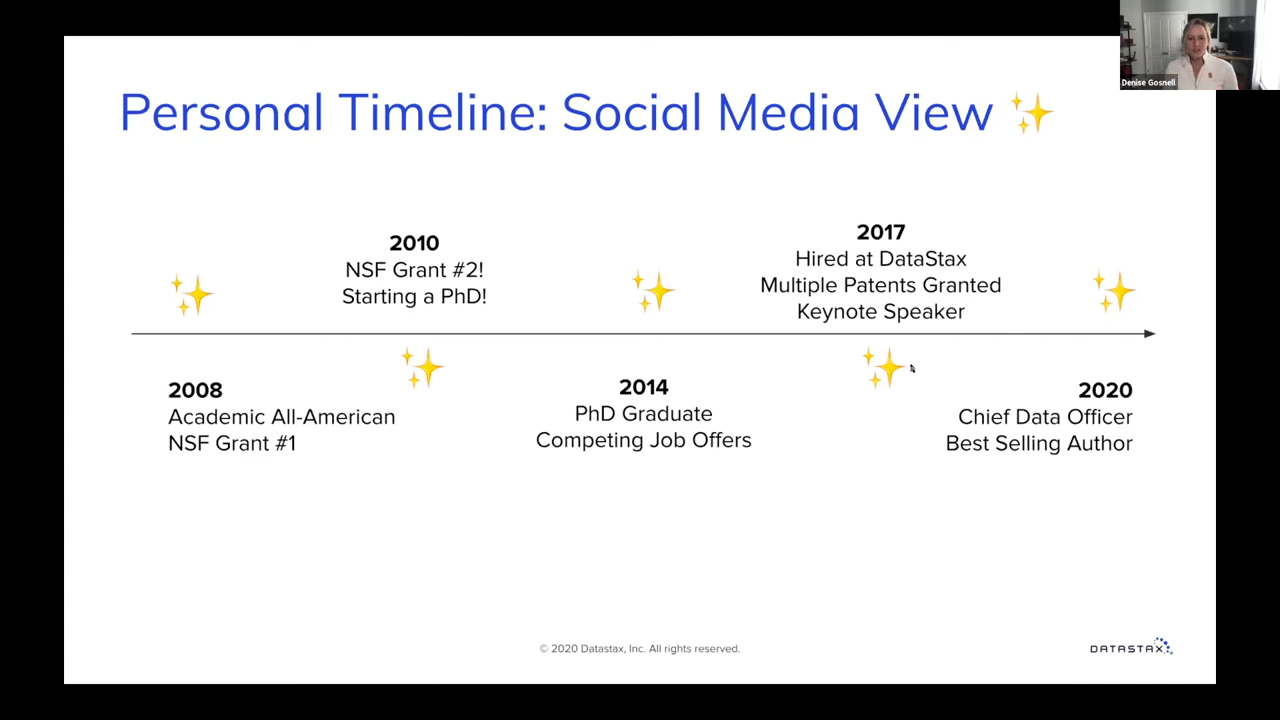 Denise Gosnell
Personal Timeline: Social Media View ✨
2010
NSF Grant #2!
Starting a PhD!
2017
Hired at DataStax
Multiple Patents Granted
Keynote Speaker
2008
Academic All-American
NSF Grant #1
2014
PhD Graduate
Competing Job Offers
2020
Chief Data Officer
Best Selling Author
© 2020 Datastax, Inc. All rights reserved.
DATASTAX